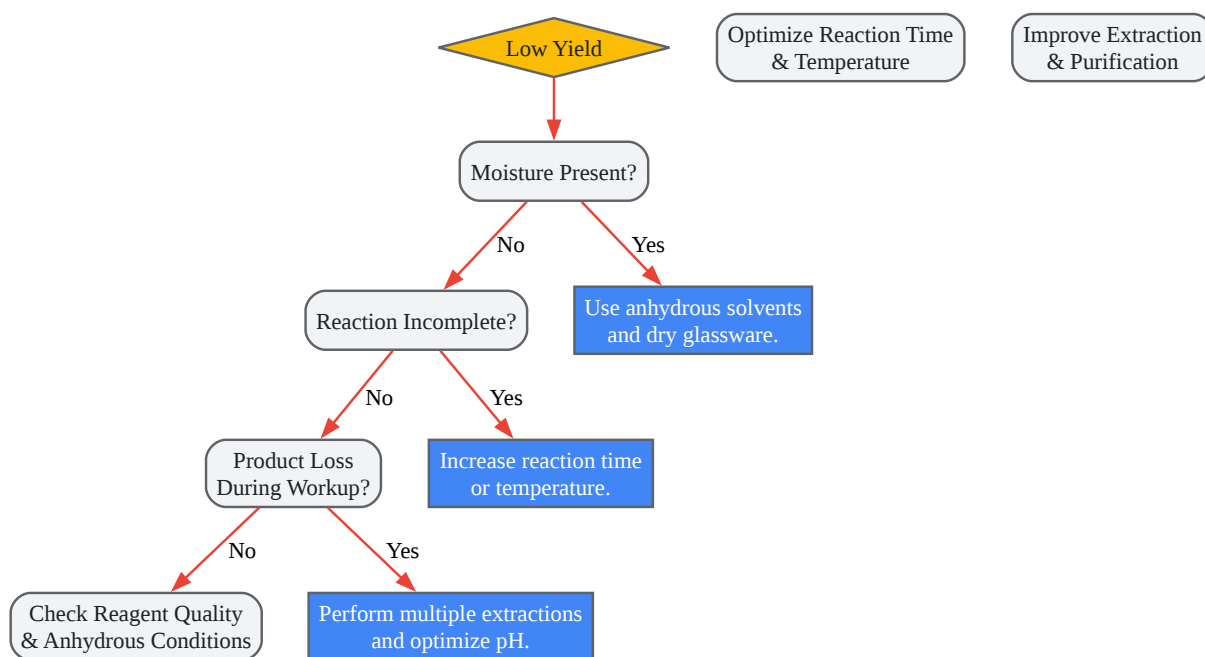 Low Yield
Optimize Reaction Time
& Temperature
Improve Extraction
& Purification
Moisture Present?
No
Yes
Reaction Incomplete?
Use anhydrous solvents
and dry glassware.
No
Yes
Product Loss
During Workup?
Increase reaction time
or temperature.
No
Yes
Check Reagent Quality
& Anhydrous Conditions
Perform multiple extractions
and optimize pH.